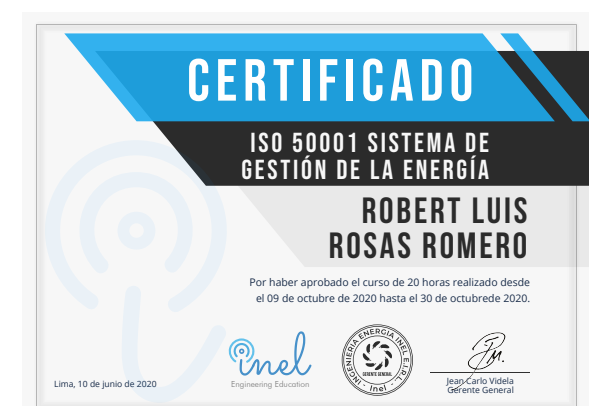 CERTIFICADO
ISO 50001 SISTEMA DE
GESTIÓN DE LA ENERGÍA
ROBERT LUIS
ROSAS ROMERO
Por haber aprobado el curso de 20 horas realizado desde
el 09 de octubre de 2020 hasta el 30 de octubrede 2020.
inel
Engineering Education
INGENIERIA ENERGIA INEL E.I.R.L.
GERENTE GENERAL
Inel
Lima, 10 de junio de 2020
Jean Carlo Videla
Gerente General